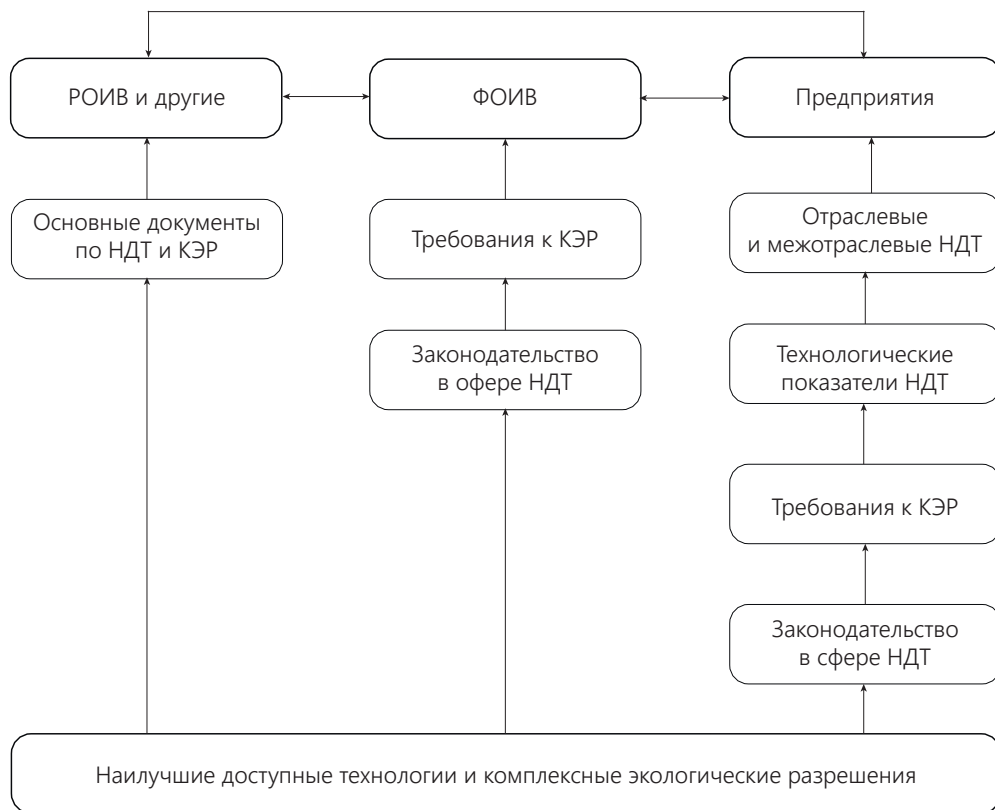 РОИВ и другие
ФОИВ
Предприятия
Основные документы
по НДТ и КЭР
Требования к КЭР
Отраслевые
и межотраслевые НДТ
Законодательство
в офере НДТ
Технологические
показатели НДТ
Требования к КЭР
Законодательство
в сфере НДТ
Наилучшие доступные технологии и комплексные экологические разрешения